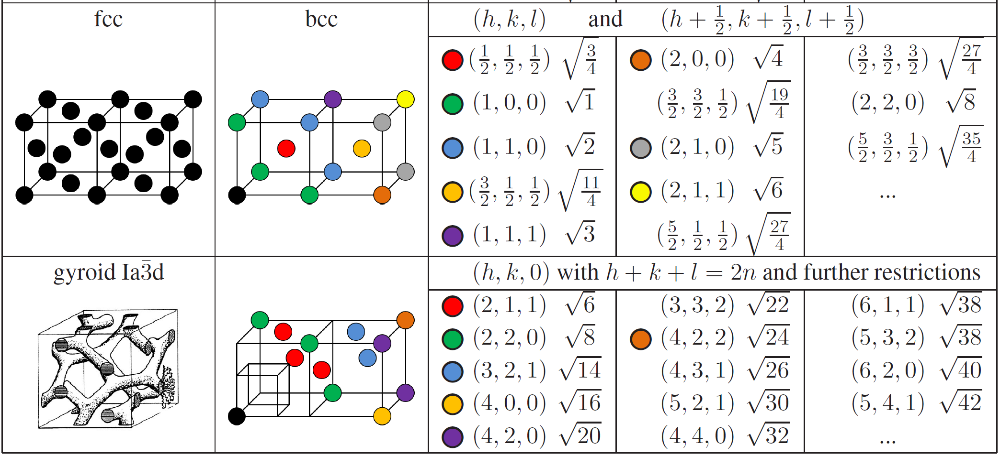 fcc
bcc
(h, k, l) and (h + 1/2, k + 1/2, l + 1/2)
(1/2, 1/2, 1/2) √(3/4)
(1, 0, 0) √1
(1, 1, 0) √2
(3/2, 1/2, 1/2) √(11/4)
(1, 1, 1) √3
(2, 0, 0) √4
(3/2, 3/2, 1/2) √(19/4)
(2, 1, 0) √5
(2, 1, 1) √6
(5/2, 1/2, 1/2) √(27/4)
(3/2, 3/2, 3/2) √(27/4)
(2, 2, 0) √8
(5/2, 3/2, 1/2) √(35/4)
...
gyroid Ia3̄d
(h, k, 0) with h + k + l = 2n and further restrictions
(2, 1, 1) √6
(2, 2, 0) √8
(3, 2, 1) √14
(4, 0, 0) √16
(4, 2, 0) √20
(3, 3, 2) √22
(4, 2, 2) √24
(4, 3, 1) √26
(5, 2, 1) √30
(4, 4, 0) √32
(6, 1, 1) √38
(5, 3, 2) √38
(6, 2, 0) √40
(5, 4, 1) √42
...